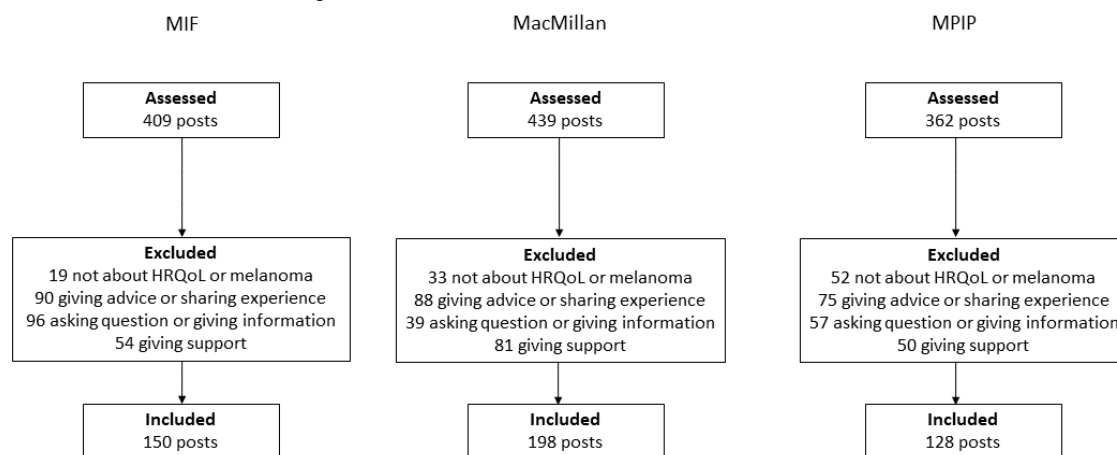 MIF
Assessed
409 posts
Excluded
19 not about HRQoL or melanoma
90 giving advice or sharing experience
96 asking question or giving information
54 giving support
Included
150 posts
MacMillan
Assessed
439 posts
Excluded
33 not about HRQoL or melanoma
88 giving advice or sharing experience
39 asking question or giving information
81 giving support
Included
198 posts
MPIP
Assessed
362 posts
Excluded
52 not about HRQoL or melanoma
75 giving advice or sharing experience
57 asking question or giving information
50 giving support
Included
128 posts